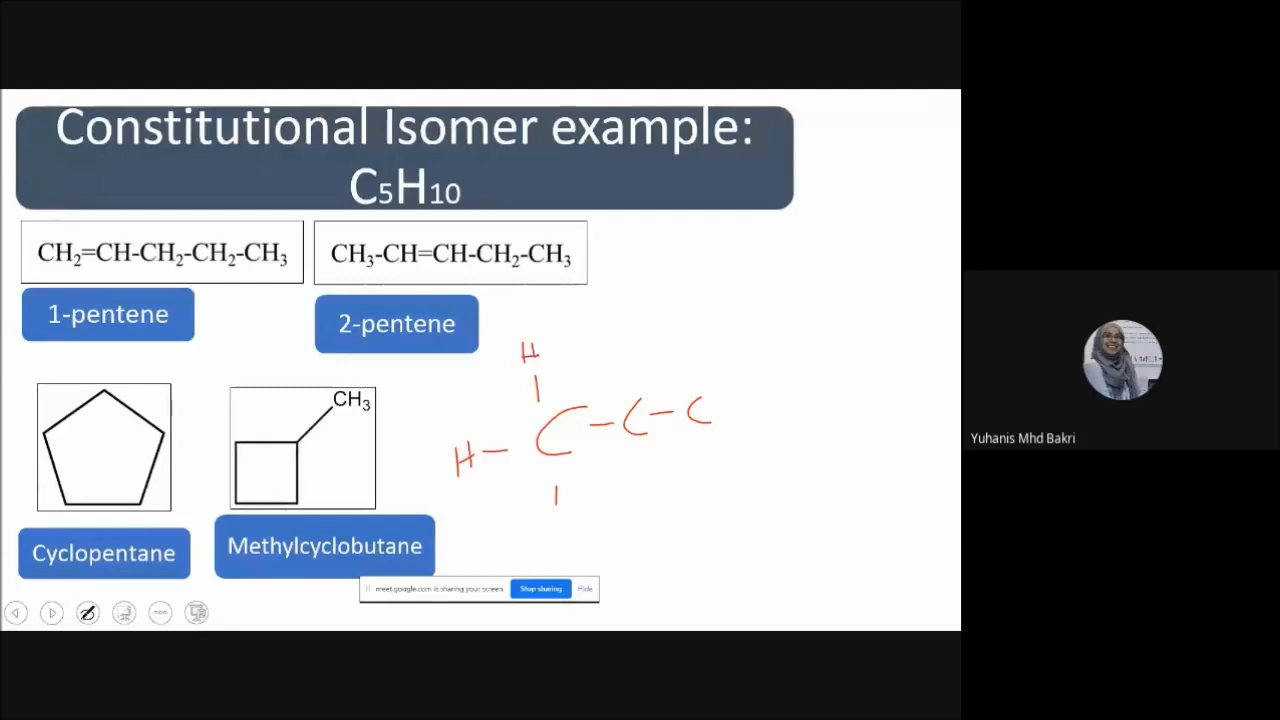 Constitutional Isomer example:
C5H10
CH2=CH-CH2-CH2-CH3
CH3-CH=CH-CH2-CH3
1-pentene
2-pentene
H
H - C - C - C
CH3
Cyclopentane
Methylcyclobutane
meet.google.com is sharing your screen.
Stop sharing
Hide
Yuhanis Mhd Bakri